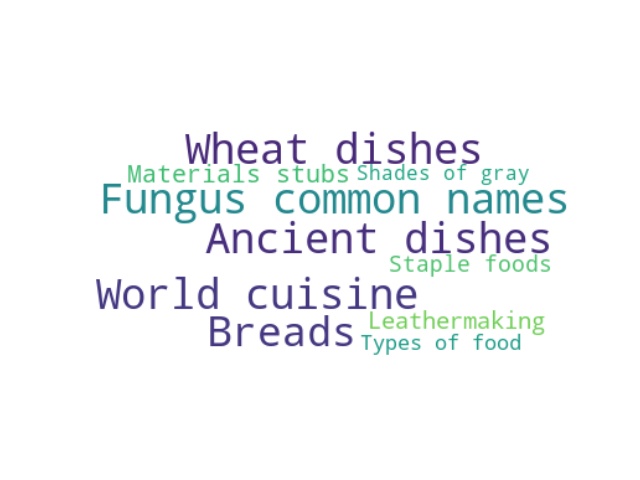 Wheat dishes
Materials stubs Shades of gray
Fungus common names
Ancient dishes
Staple foods
World cuisine
Breads Leathermaking
Types of food